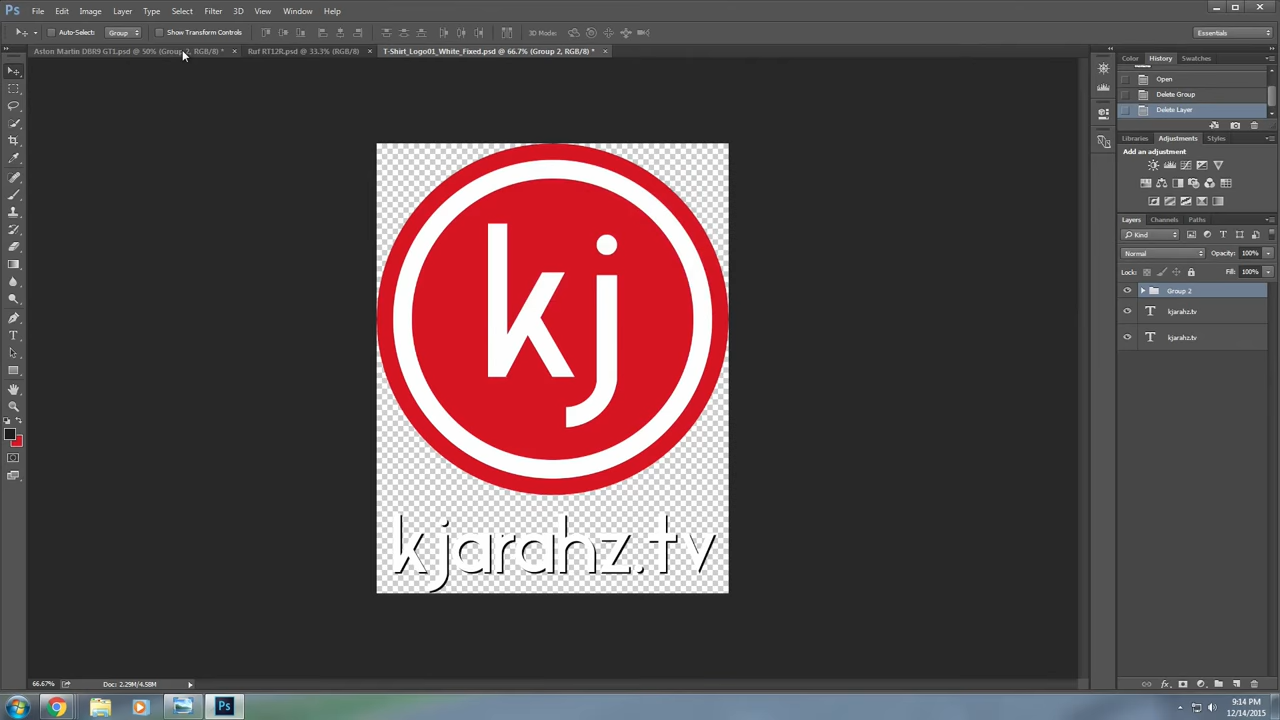 Ps File Edit Image Layer Type Select Filter 3D View Window Help
Auto-Select: Group Show Transform Controls 3D Mode: Essentials
Aston Martin DBR9 GT1.psd @ 50% (Group 2, RGB/8) * × Ruf RT12R.psd @ 33.3% (RGB/8) × T-Shirt_Logo01_White_Fixed.psd @ 66.7% (Group 2, RGB/8) * ×
Color History Swatches
Open
Delete Group
Delete Layer
Libraries Adjustments Styles
Add an adjustment
Layers Channels Paths
Kind
Normal Opacity: 100%
Lock: Fill: 100%
Group 2
T kjarahz.tv
T kjarahz.tv
kj
kjarahz.tv
66.67% Doc: 2.29M/4.58M
fx
Ps
9:14 PM
12/14/2015